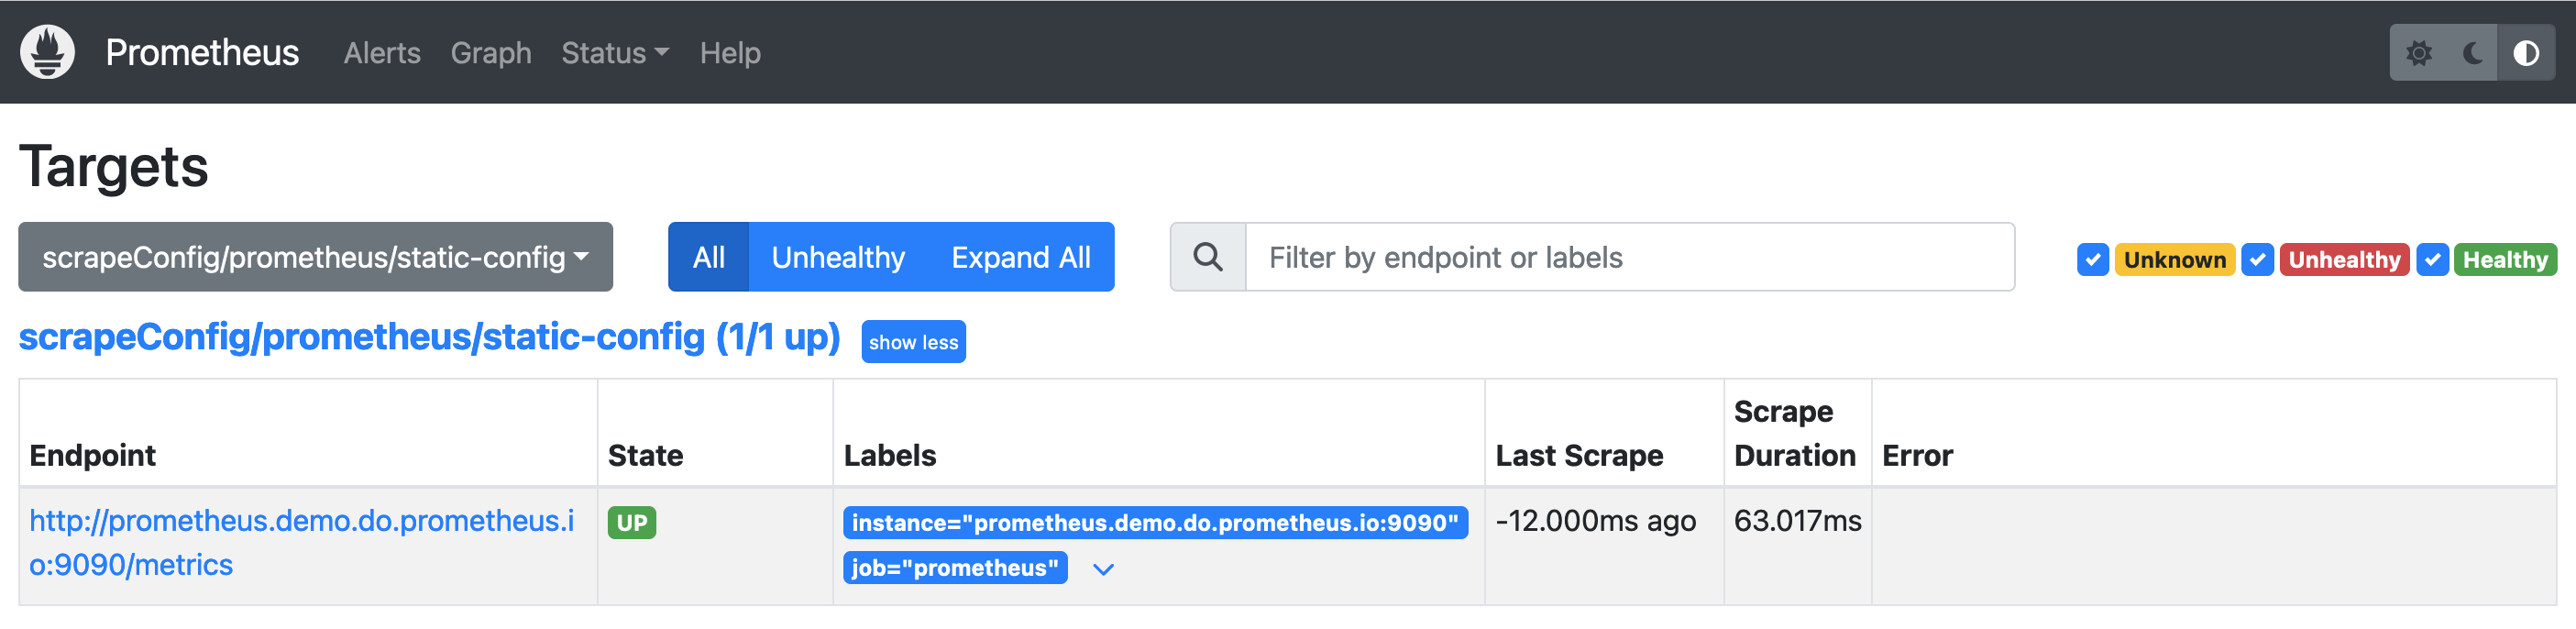 Prometheus Alerts Graph Status Help
Targets
scrapeConfig/prometheus/static-config All Unhealthy Expand All Filter by endpoint or labels Unknown Unhealthy Healthy
scrapeConfig/prometheus/static-config (1/1 up) show less
Endpoint State Labels Last Scrape Scrape Duration Error
http://prometheus.demo.do.prometheus.i
o:9090/metrics
UP
instance="prometheus.demo.do.prometheus.io:9090"
job="prometheus"
-12.000ms ago
63.017ms